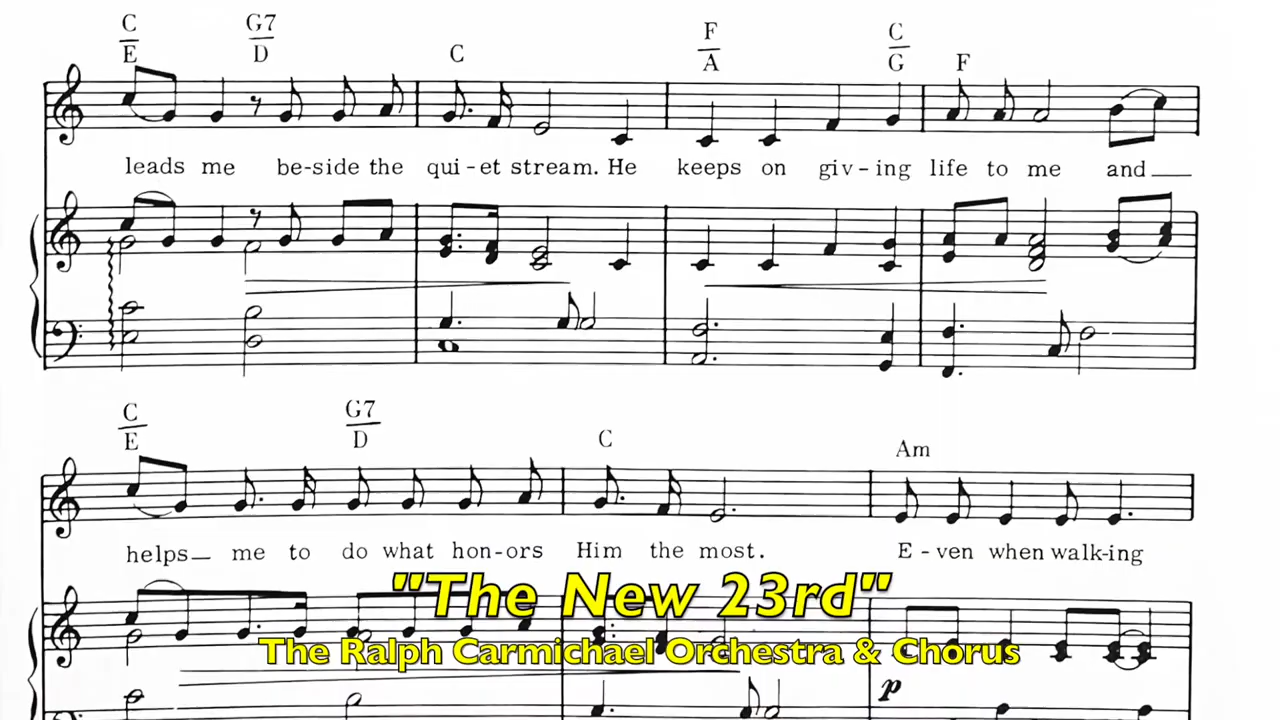 C G7 F C
E D C A G F
leads me be-side the qui-et stream. He keeps on giv-ing life to me and
C G7
E D C Am
helps me to do what hon-ors Him the most. E-ven when walk-ing
"The New 23rd"
The Ralph Carmichael Orchestra & Chorus
p